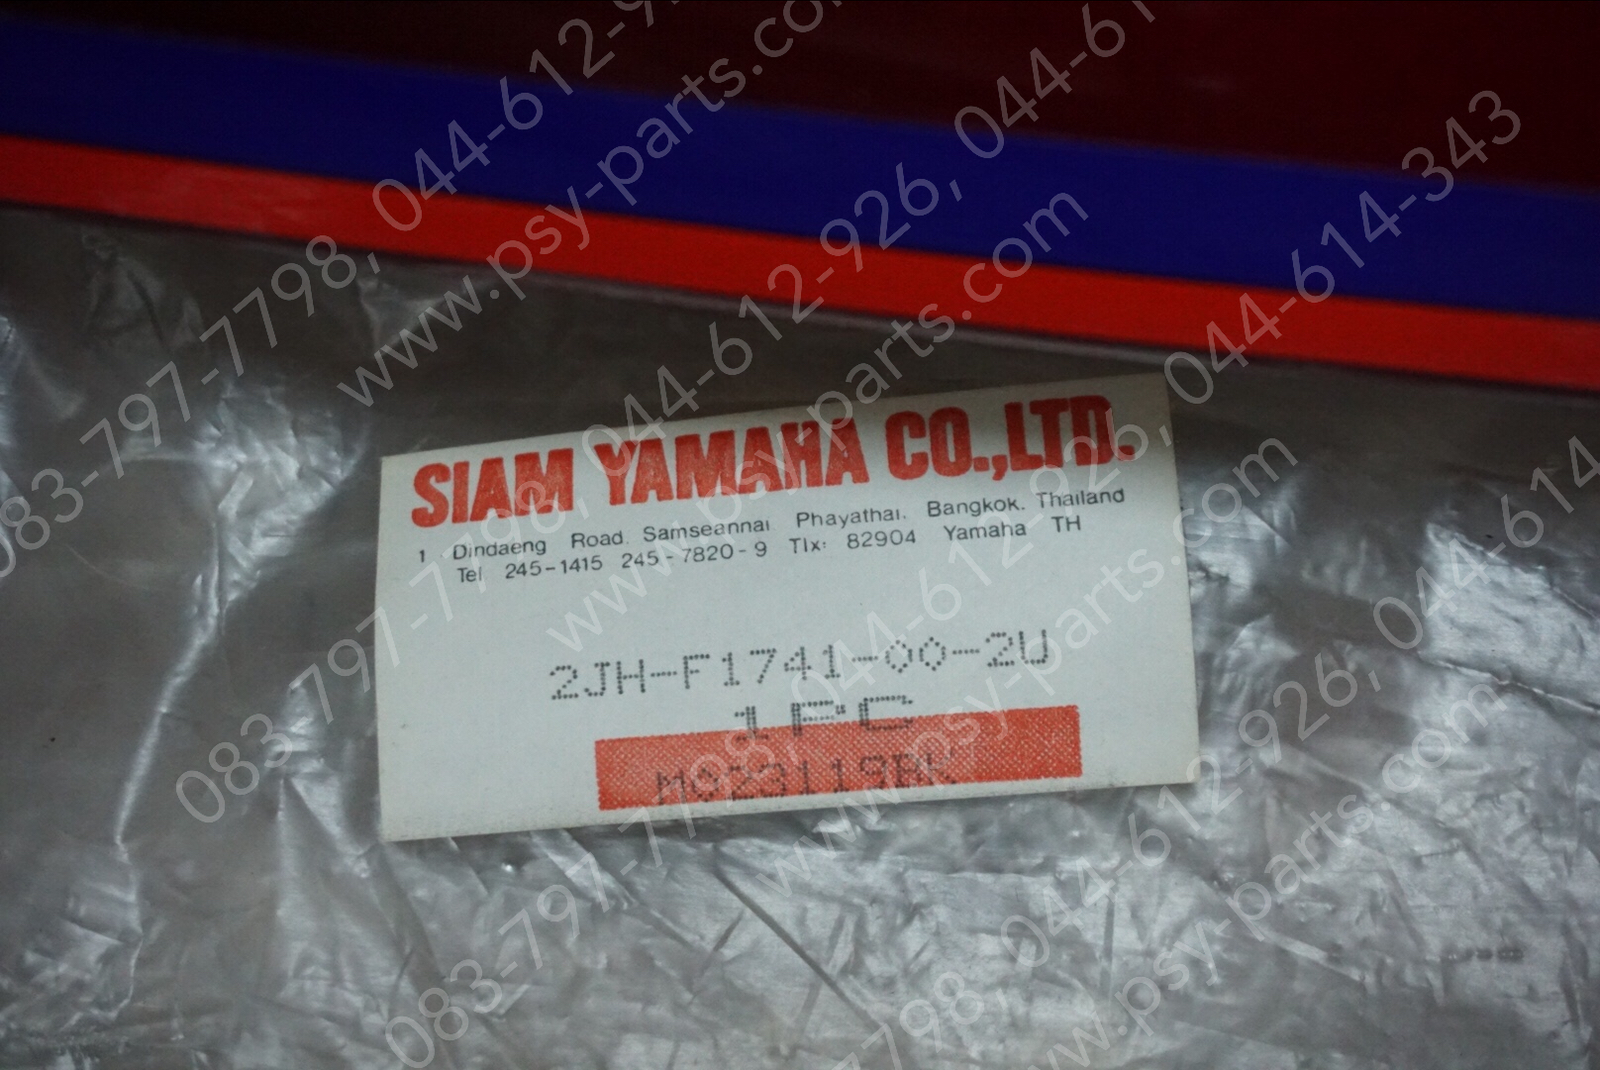 SIAM YAMAHA CO.,LTD.
1 Dindaeng Road. Samseannai Phayathai. Bangkok. Thailand
Tel 245-1415 245-7820-9 Tlx: 82904 Yamaha TH
2JH-F1741-00-2U
1PC
M023119BK
083-797-7798, 044-612-926, 044-614-343
www.psy-parts.com